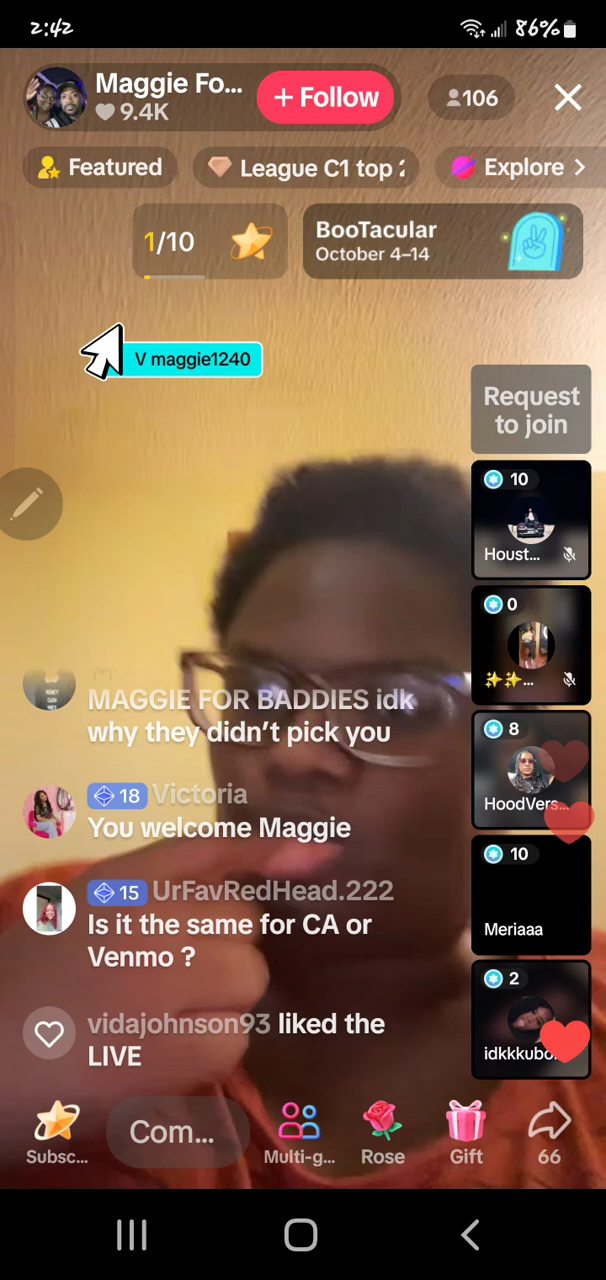 2:42
86%
Maggie Fo...
9.4K
+ Follow
106
Featured
League C1 top
Explore >
1/10
BooTacular
October 4–14
V maggie1240
Request
to join
10
Houst...
0
✨✨...
MAGGIE FOR BADDIES idk
why they didn't pick you
8
HoodVers...
18 Victoria
You welcome Maggie
10
Meriaaa
15 UrFavRedHead.222
Is it the same for CA or
Venmo ?
2
idkkkubo...
vidajohnson93 liked the
LIVE
Subsc...
Com...
Multi-g...
Rose
Gift
66